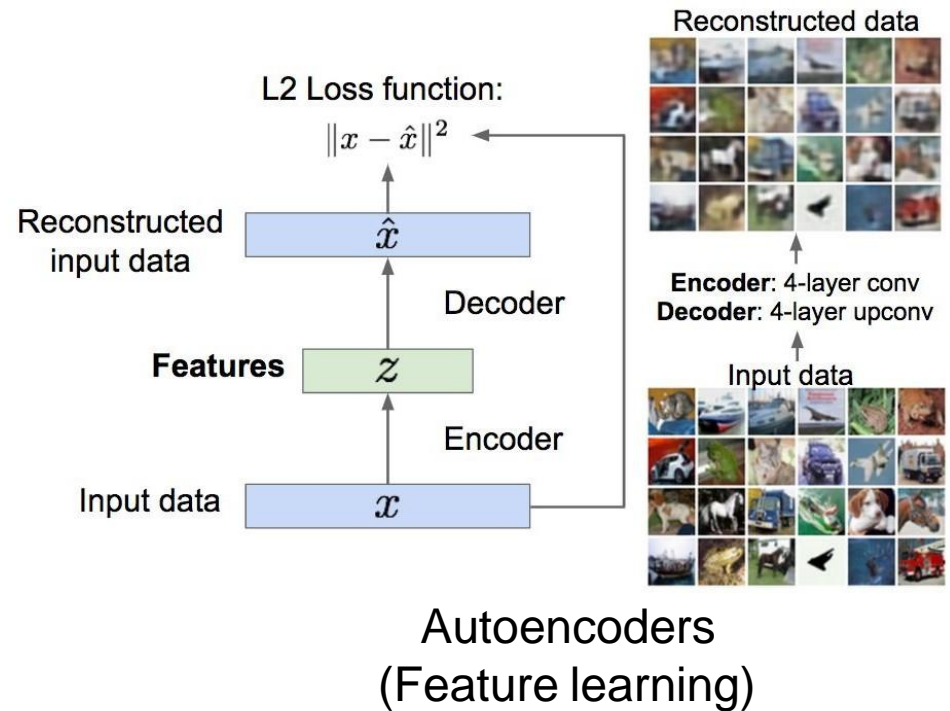 Reconstructed data
L2 Loss function:
‖x − x̂‖²
Reconstructed
input data
x̂
Decoder
Encoder: 4-layer conv
Decoder: 4-layer upconv
Features
z
Input data
Encoder
Input data
x
Autoencoders
(Feature learning)